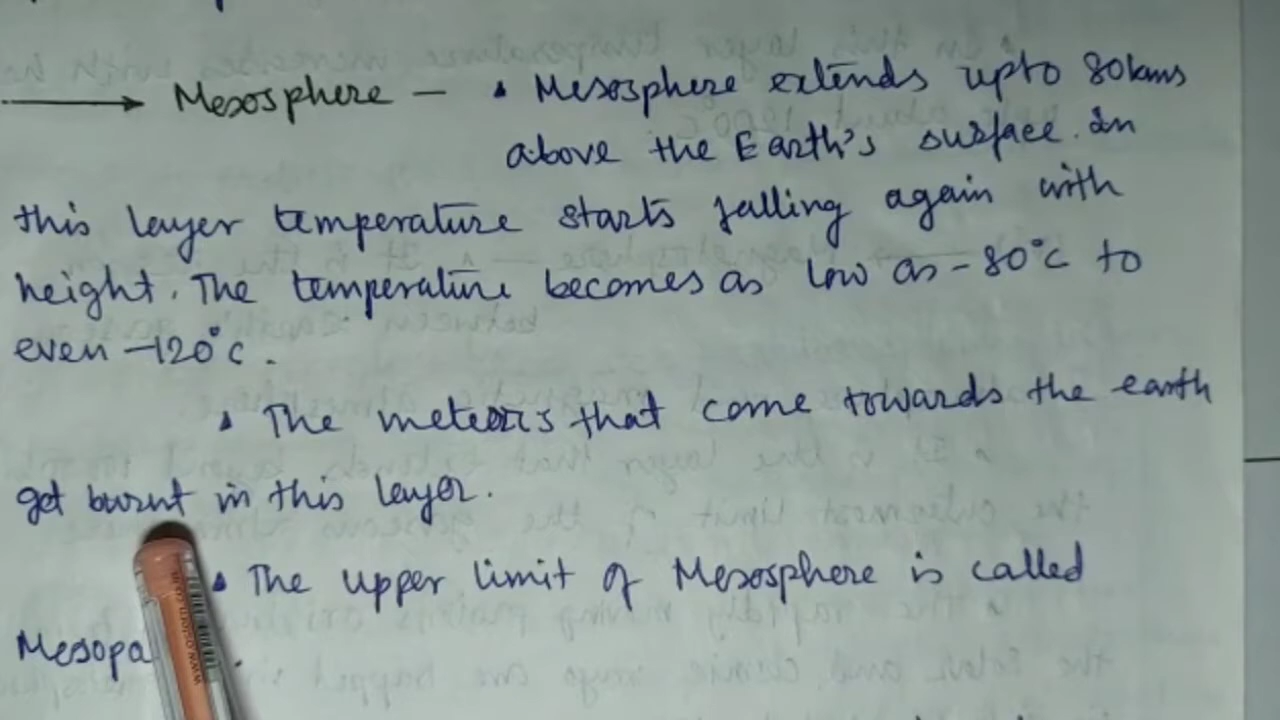 → Mesosphere - • Mesosphere extends upto 80kms
above the Earth's surface. In
this layer temperature starts falling again with
height. The temperature becomes as low as -80°C to
even -120°C.
• The meteors that come towards the earth
get burnt in this layer.
• The upper limit of Mesosphere is called